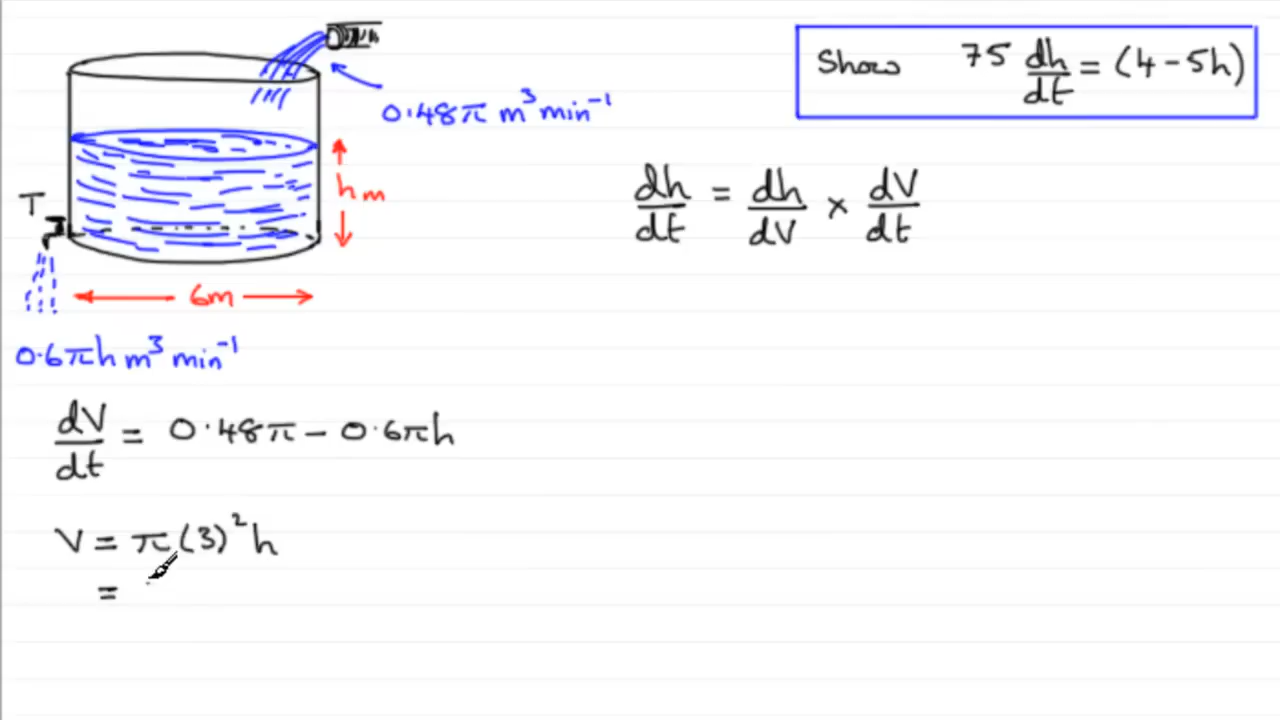 Show 75 dh/dt = (4 - 5h)
0.48π m³ min⁻¹
h m
T
6m
0.6πh m³ min⁻¹
dh/dt = dh/dV × dV/dt
dV/dt = 0.48π - 0.6πh
V = π(3)²h
=